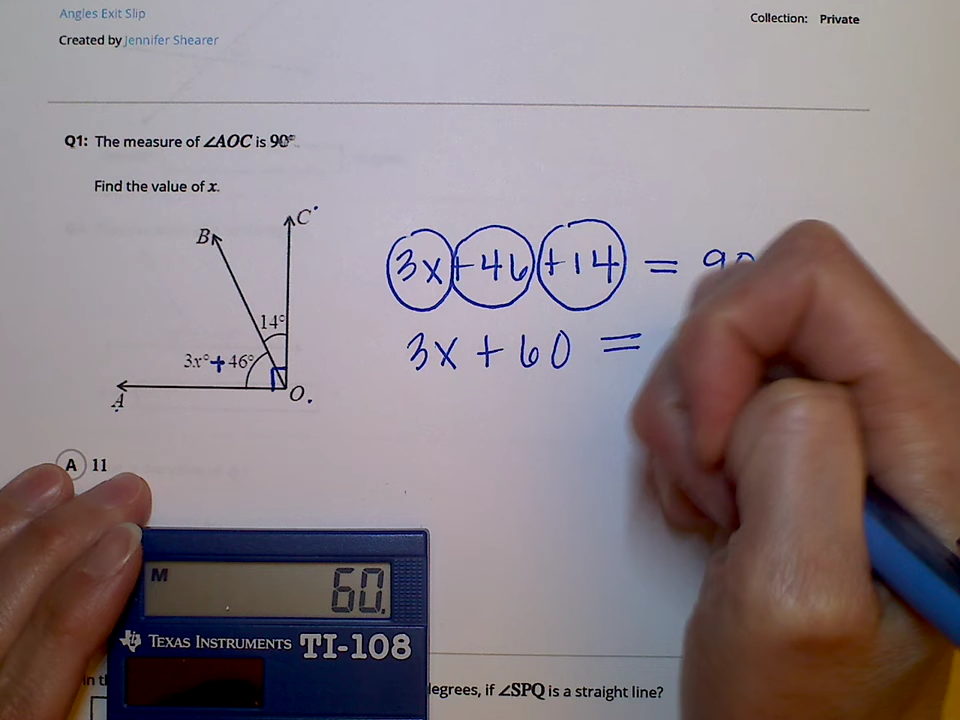 Angles Exit Slip
Collection: Private
Created by Jennifer Shearer
Q1: The measure of ∠AOC is 90°.
Find the value of x.
C
B
3x+46+14 = 90
14°
3x+60 =
3x°+46°
A
O
A 11
M 60.
TEXAS INSTRUMENTS TI-108
degrees, if ∠SPQ is a straight line?